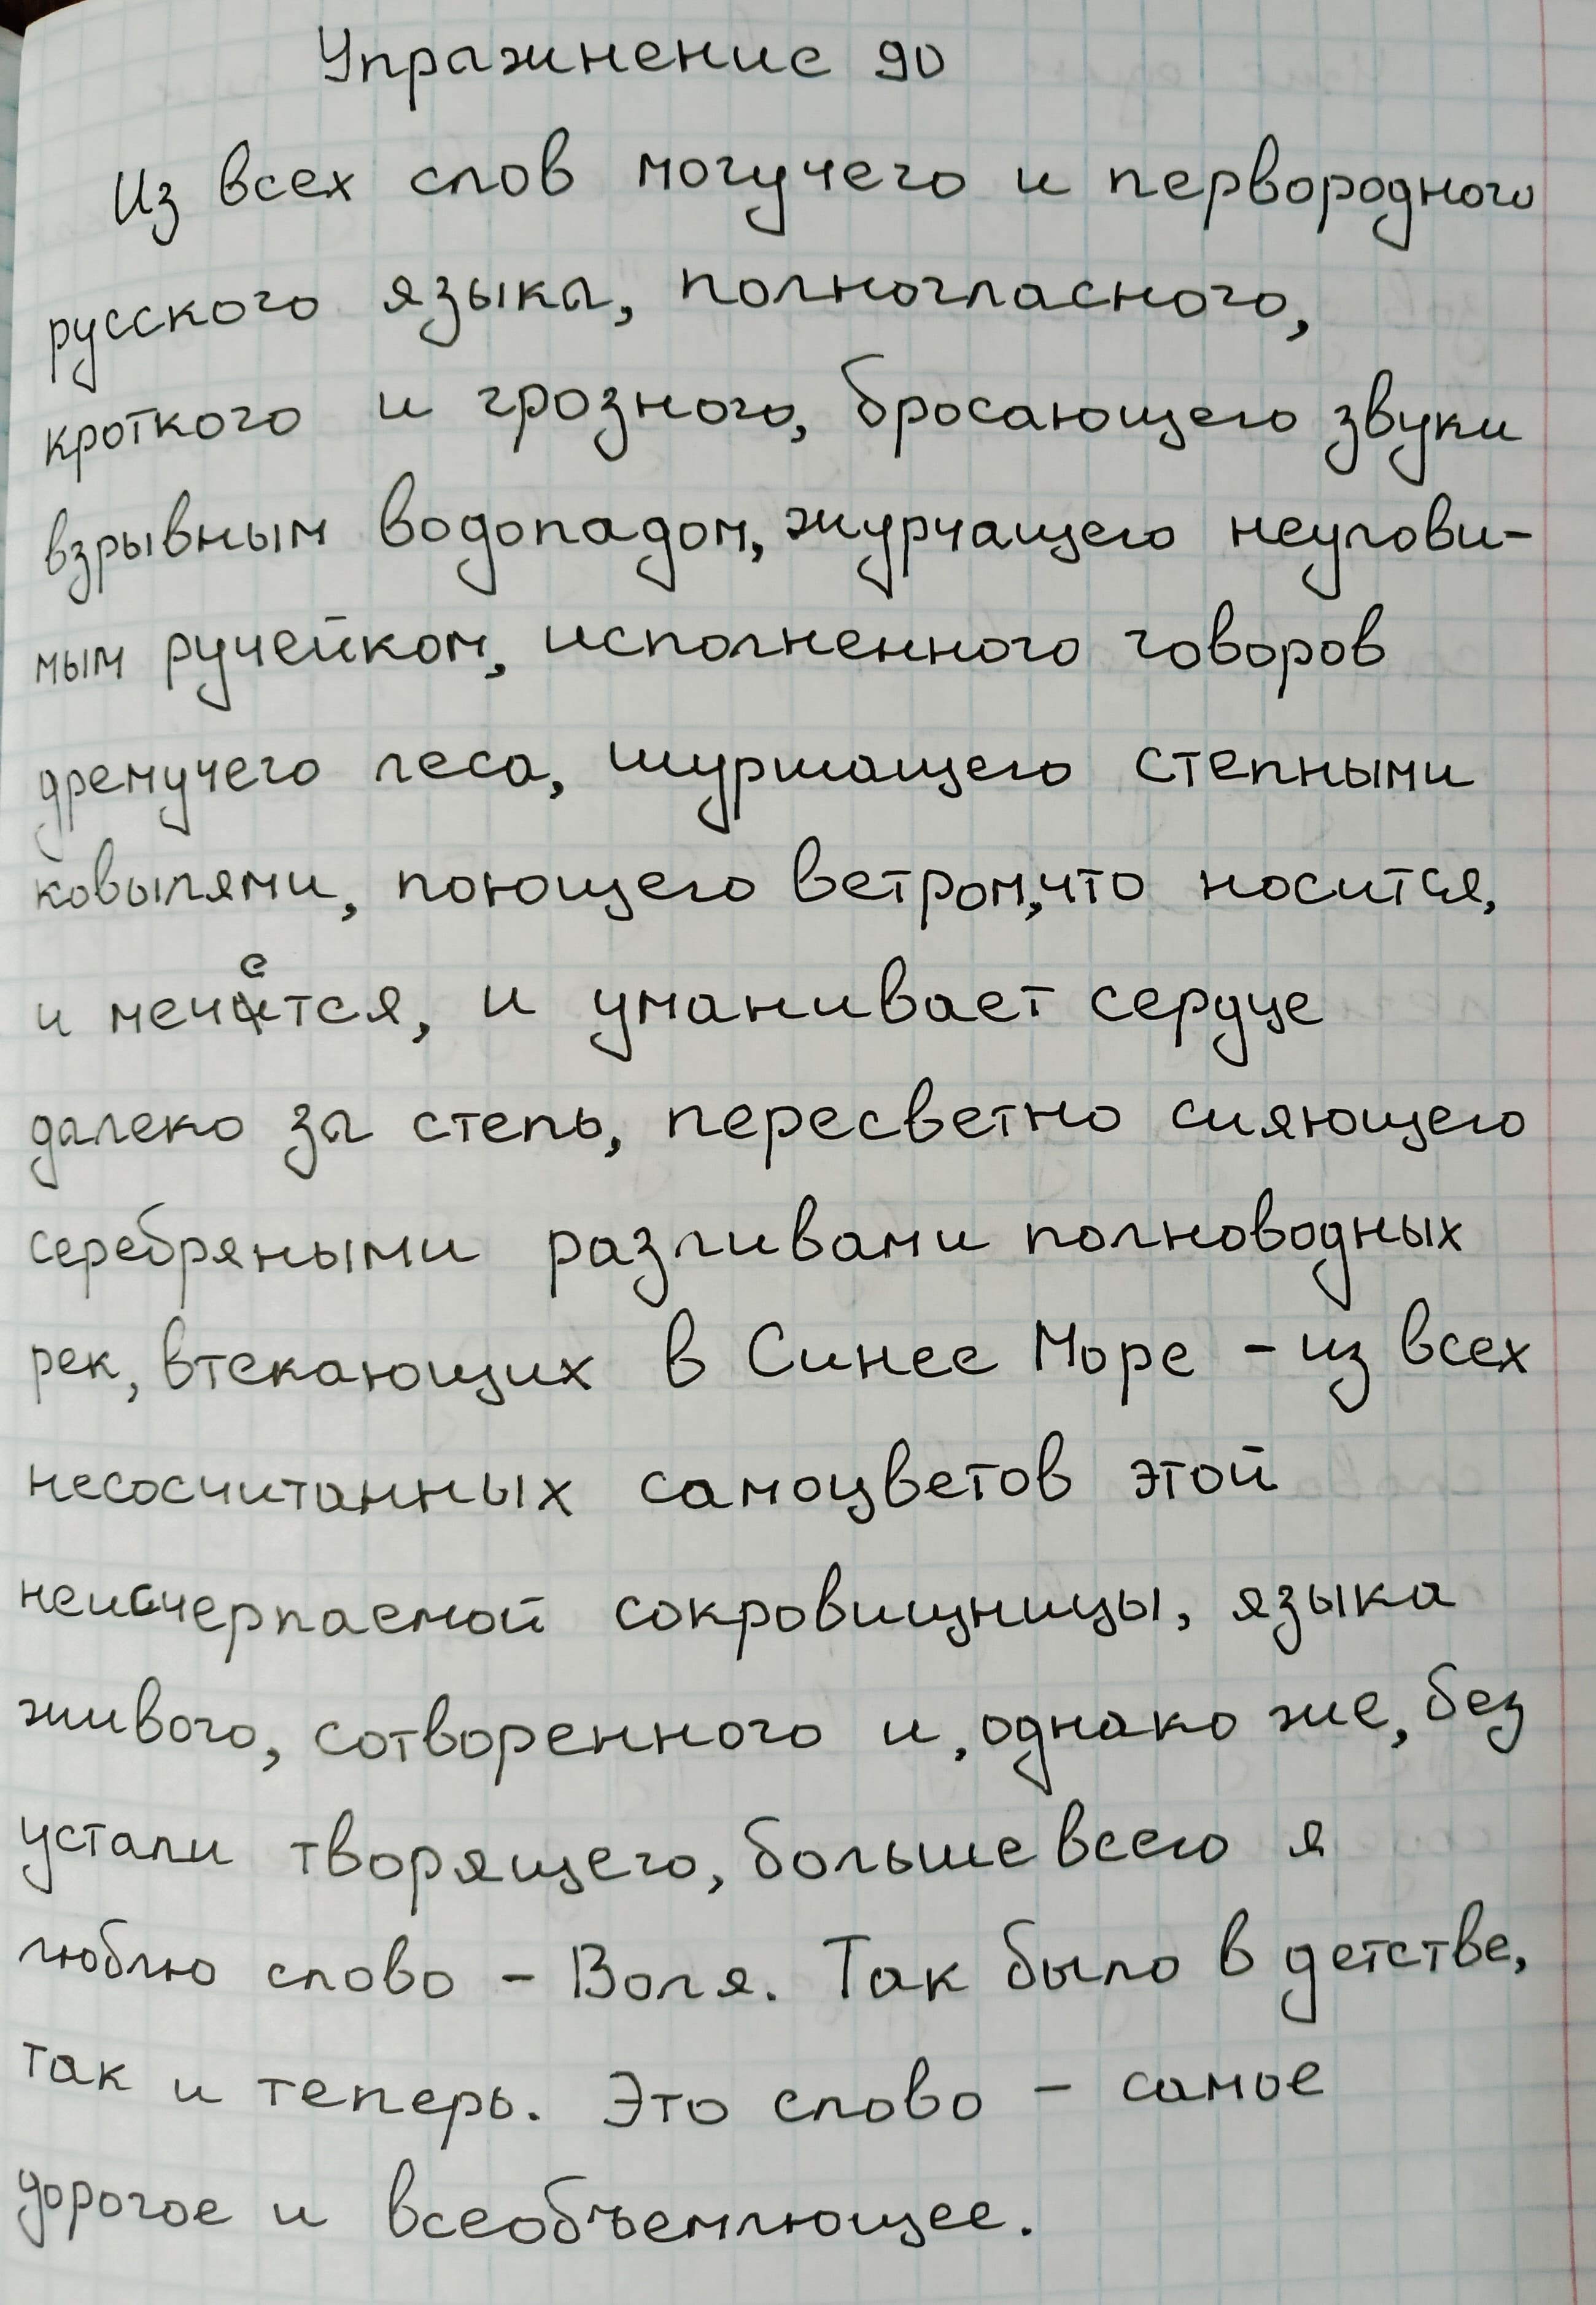 Упражнение 90
Из всех слов могучего и первородного
русского языка, полногласного,
кроткого и грозного, бросающего звуки
взрывным водопадом, журчащего неулови-
мым ручейком, исполненного говоров
дремучего леса, шуршащего степными
ковылями, поющего ветром, что носится,
и мечется, и уманивает сердце
далеко за степь, пересветно сияющего
серебряными разливами полноводных
рек, втекающих в Синее Море – из всех
несосчитанных самоцветов этой
неисчерпаемой сокровищницы, языка
живого, сотворенного и, однако же, без
устали творящего, больше всего я
люблю слово – Воля. Так было в детстве,
так и теперь. Это слово – самое
дорогое и всеобъемлющее.